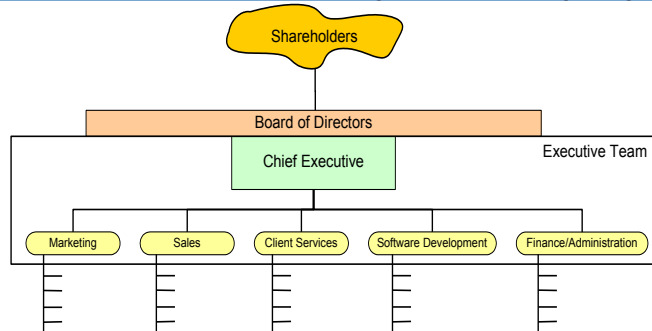 Shareholders
Board of Directors
Executive Team
Chief Executive
Marketing
Sales
Client Services
Software Development
Finance/Administration